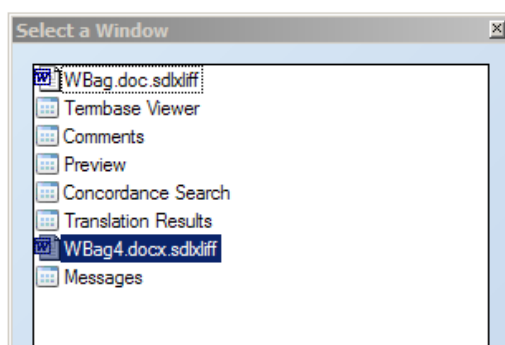 Select a Window
WBag.doc.sdlxliff
Termbase Viewer
Comments
Preview
Concordance Search
Translation Results
WBag4.docx.sdlxliff
Messages